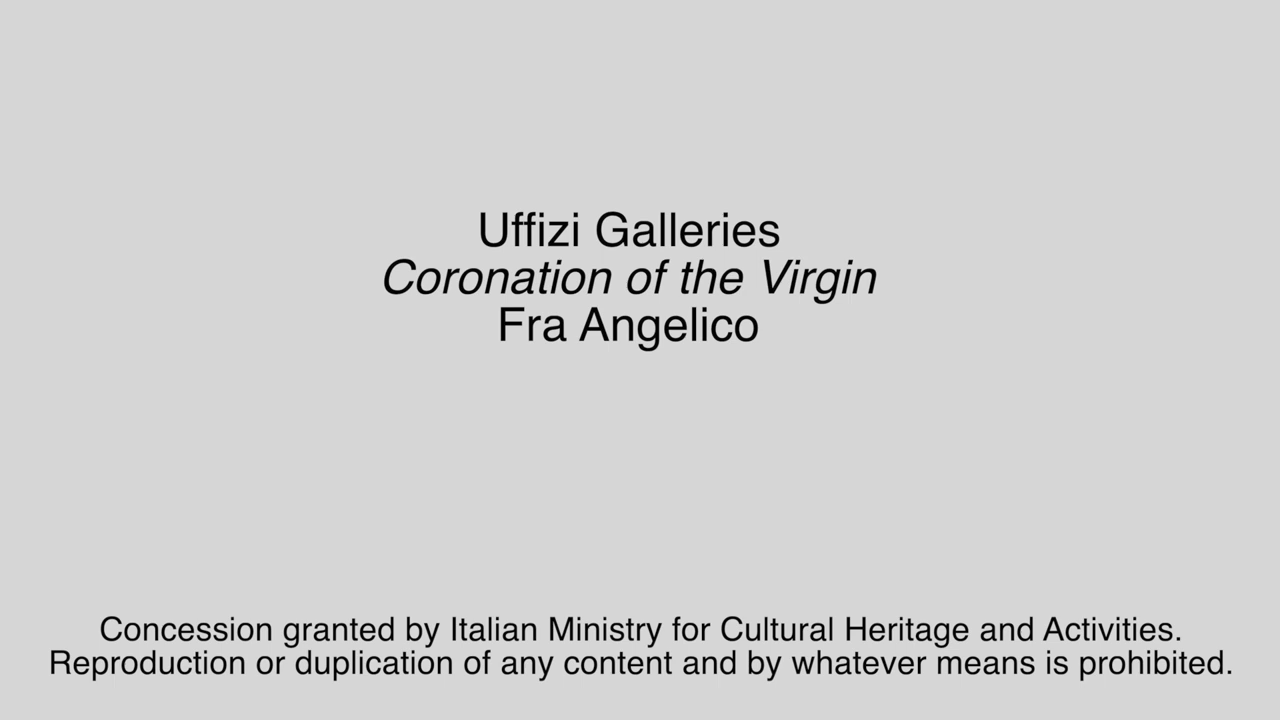 Uffizi Galleries
Coronation of the Virgin
Fra Angelico
Concession granted by Italian Ministry for Cultural Heritage and Activities.
Reproduction or duplication of any content and by whatever means is prohibited.